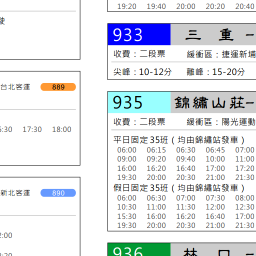 19:20 19:40 20:00 20:20 20:40
933 三 重 -
收費：二段票 緩衝區：捷運新埔
尖峰：10-12分 離峰：15-20分
台北客運 889
5:30 17:30 18:00
935 錦繡山莊-
收費：二段票 緩衝區：陽光運動
平日固定35班（均由錦繡站發車）
06:00 06:15 06:30 06:45 07:00
09:00 09:20 09:40 10:00 11:00
16:00 16:20 16:40 17:00 17:20
19:30 20:00 20:30 21:00 21:30
假日固定35班（均由錦繡站發車）
06:00 06:30 07:00 07:30 08:00
10:30 11:00 11:30 12:00 12:30
15:30 16:00 16:20 16:40 17:00
19:30 20:00 20:30 21:00 21:30
新北客運 890
2:00
936 林 口 -